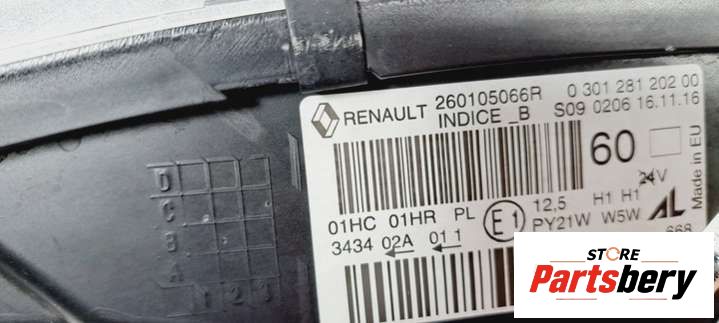 RENAULT 260105066R 0 301 281 202 00
INDICE _B S09 0206 16.11.16
60
Made in EU
24V
01HC 01HR PL E1 12,5 H1 H1 AL
3434 02A 01 1 PY21W W5W
668
D
C
B
A
1 2 3
STORE
Partsbery